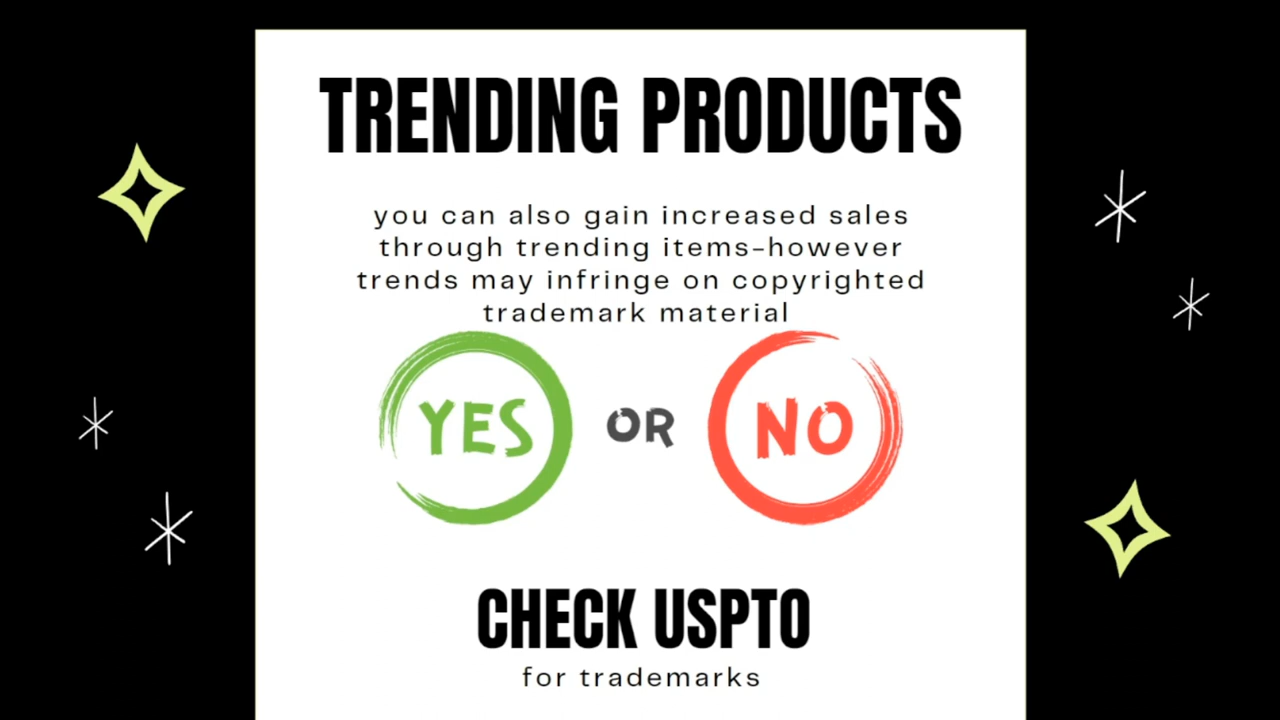 TRENDING PRODUCTS
you can also gain increased sales
through trending items-however
trends may infringe on copyrighted
trademark material
YES OR NO
CHECK USPTO
for trademarks